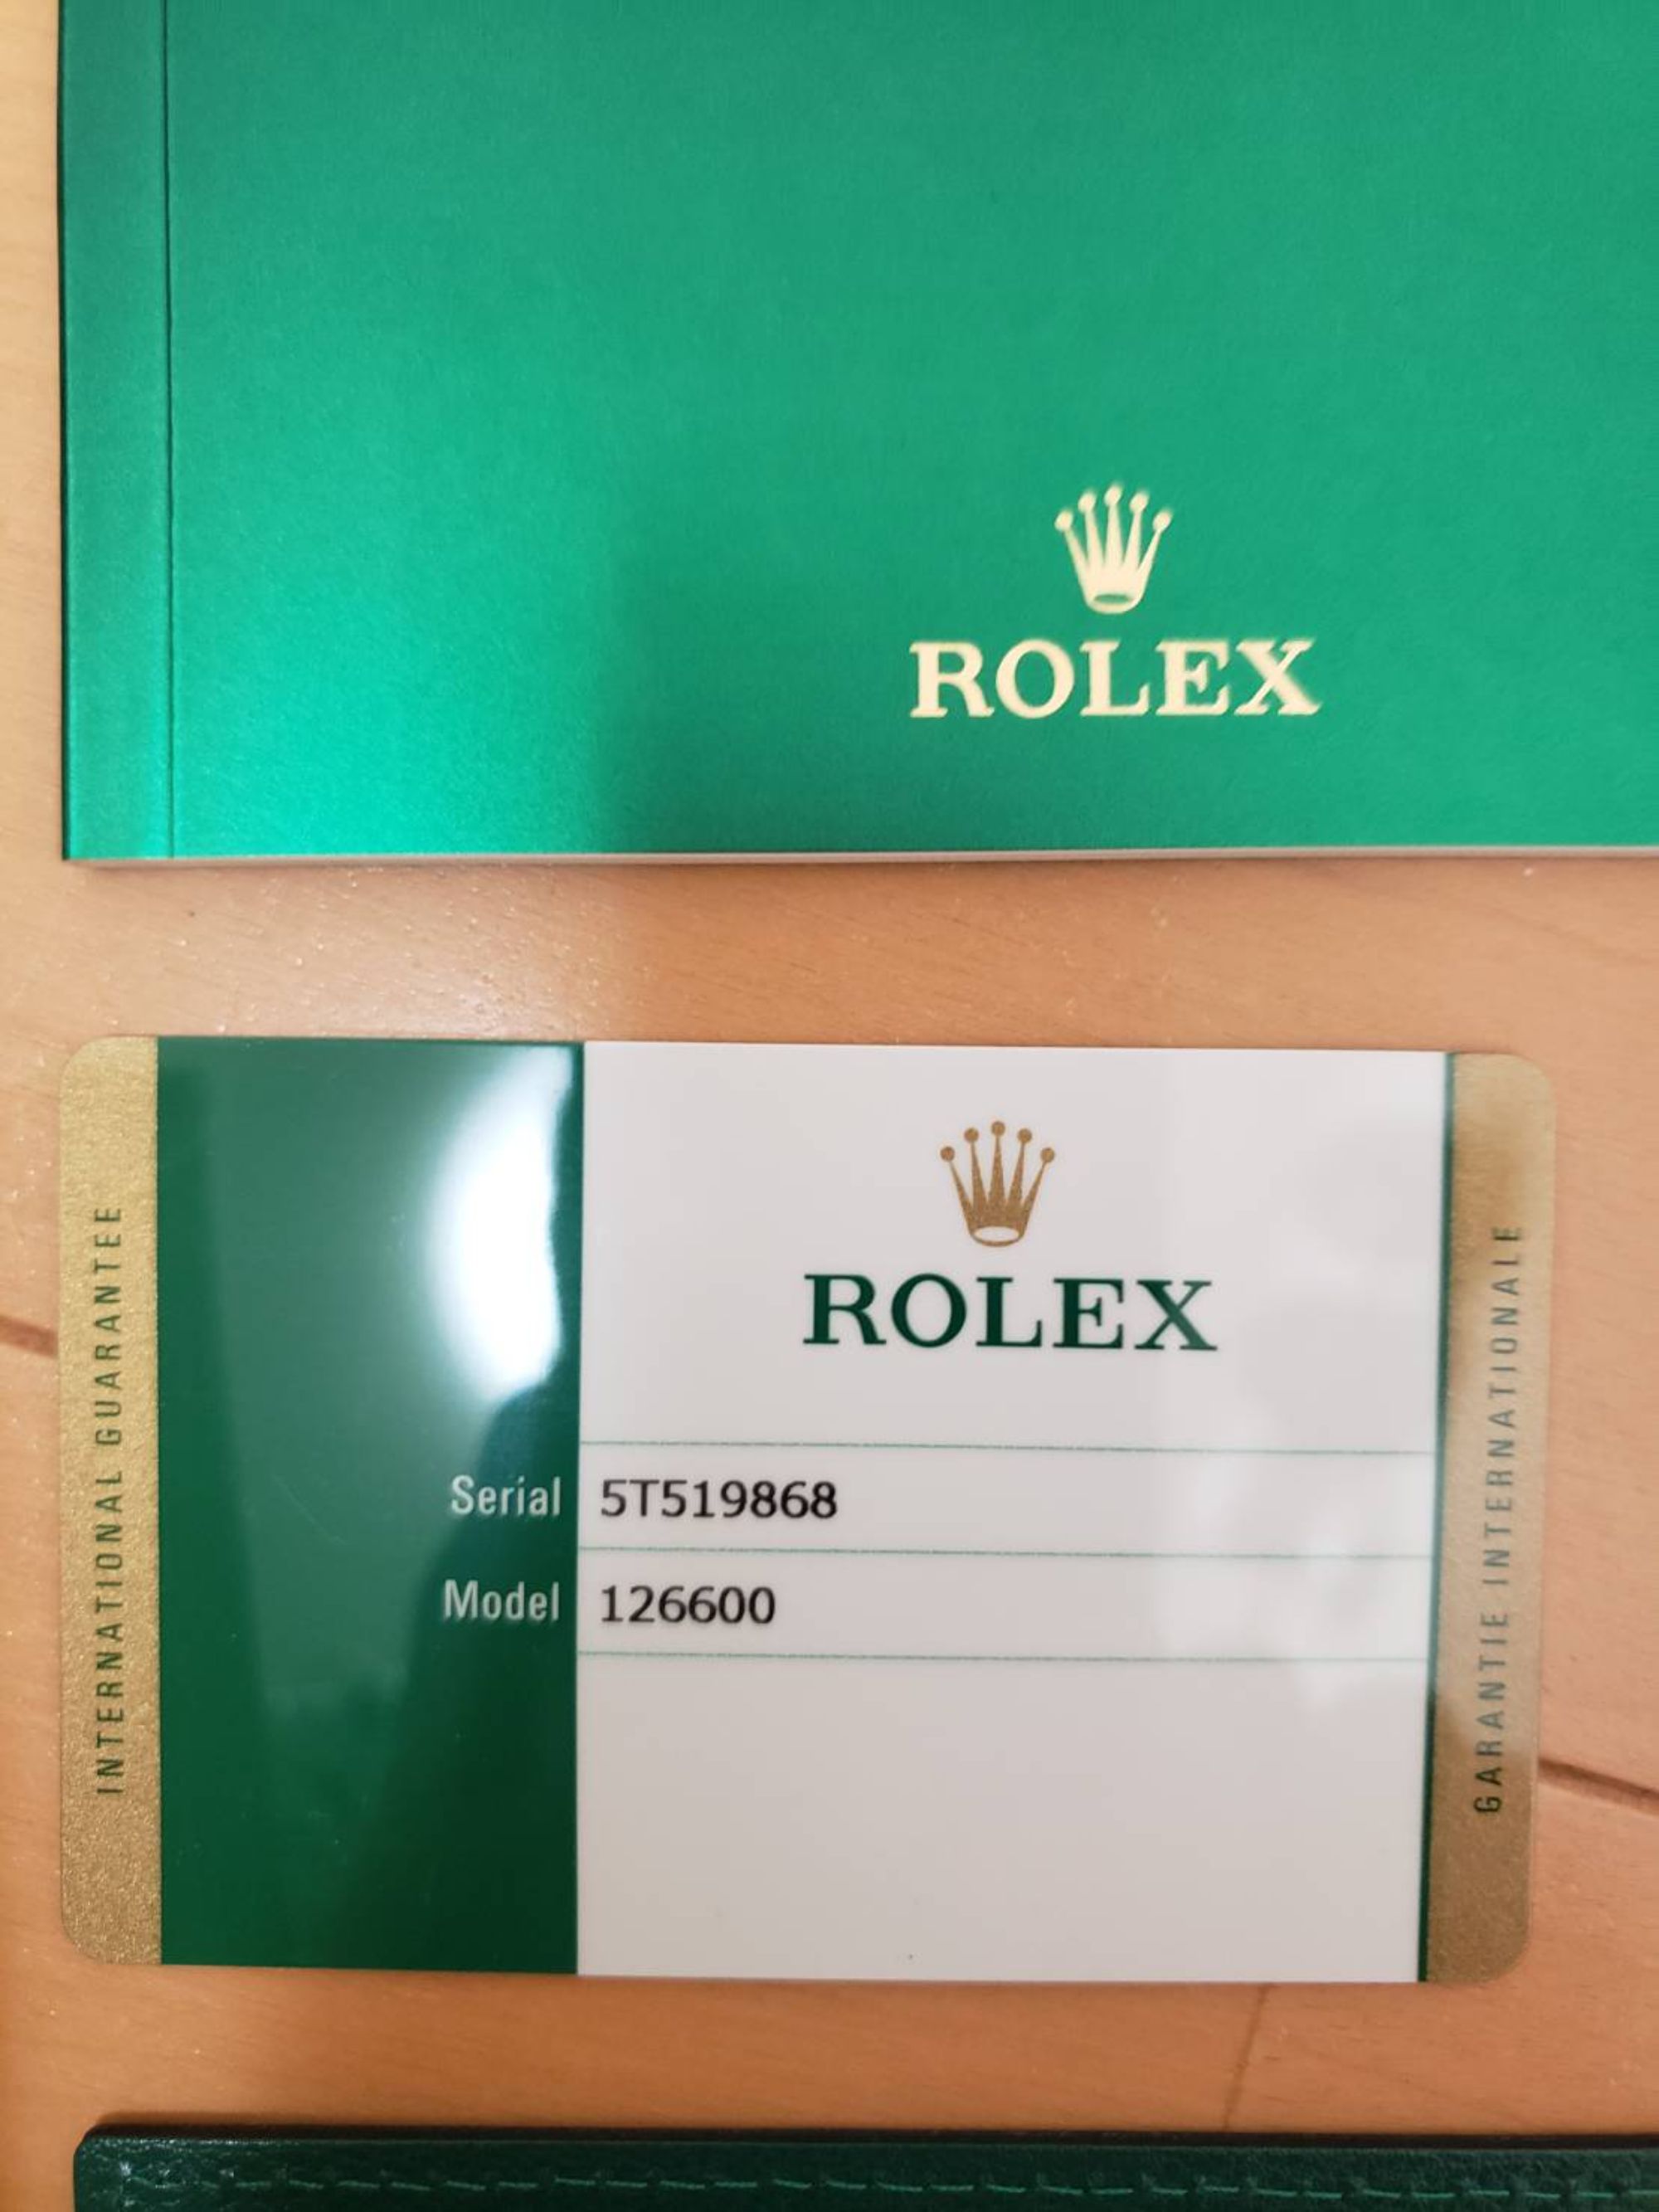 ROLEX
INTERNATIONAL GUARANTEE
ROLEX
Serial 5T519868
Model 126600
GARANTIE INTERNATIONALE